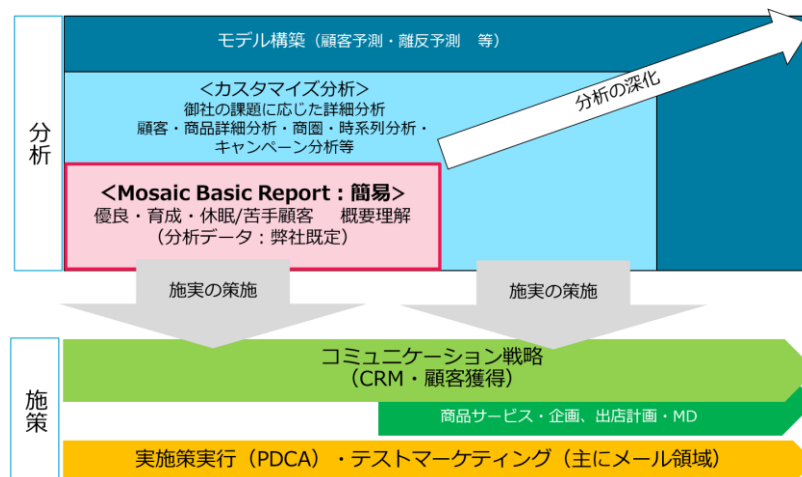 分析
モデル構築（顧客予測・離反予測　等）
＜カスタマイズ分析＞
御社の課題に応じた詳細分析
顧客・商品詳細分析・商圏・時系列分析・
キャンペーン分析等
分析の深化
＜Mosaic Basic Report：簡易＞
優良・育成・休眠/苦手顧客　概要理解
（分析データ：弊社既定）
施実の策施
施実の策施
施策
コミュニケーション戦略
（CRM・顧客獲得）
商品サービス・企画、出店計画・MD
実施策実行（PDCA）・テストマーケティング（主にメール領域）